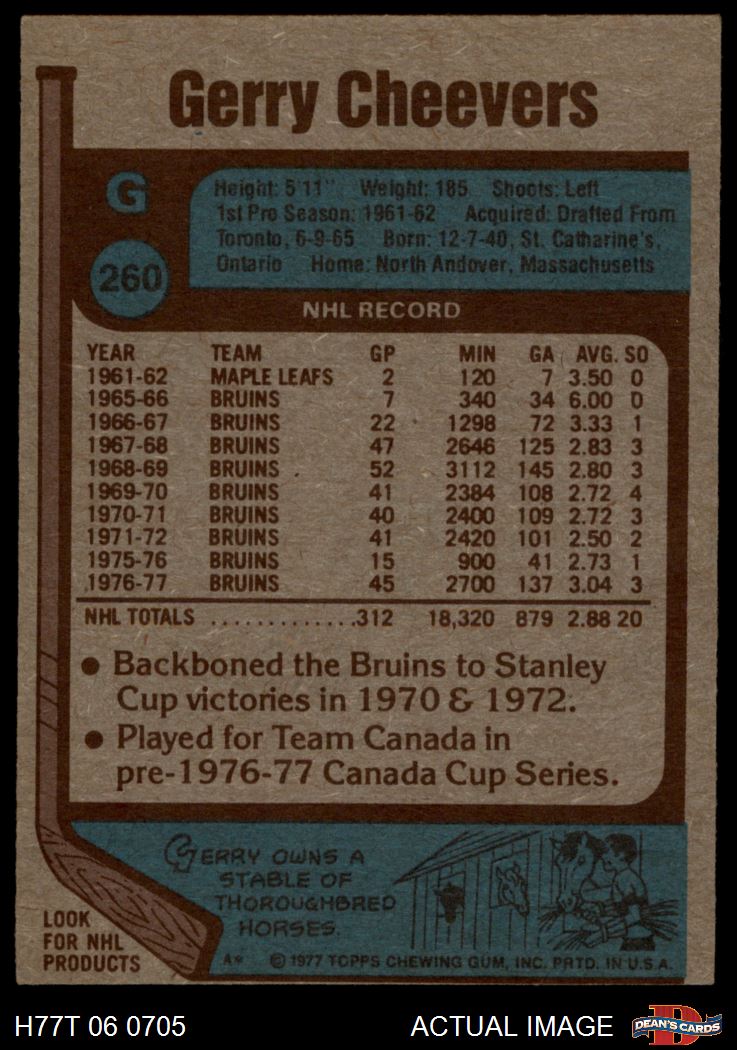 Gerry Cheevers
G
260
Height: 5'11" Weight: 185 Shoots: Left
1st Pro Season: 1961-62 Acquired: Drafted From
Toronto, 6-9-65 Born: 12-7-40, St. Catharine's,
Ontario Home: North Andover, Massachusetts
NHL RECORD
YEAR TEAM GP MIN GA AVG. SO
1961-62 MAPLE LEAFS 2 120 7 3.50 0
1965-66 BRUINS 7 340 34 6.00 0
1966-67 BRUINS 22 1298 72 3.33 1
1967-68 BRUINS 47 2646 125 2.83 3
1968-69 BRUINS 52 3112 145 2.80 3
1969-70 BRUINS 41 2384 108 2.72 4
1970-71 BRUINS 40 2400 109 2.72 3
1971-72 BRUINS 41 2420 101 2.50 2
1975-76 BRUINS 15 900 41 2.73 1
1976-77 BRUINS 45 2700 137 3.04 3
NHL TOTALS .............312 18,320 879 2.88 20
● Backboned the Bruins to Stanley
Cup victories in 1970 & 1972.
● Played for Team Canada in
pre-1976-77 Canada Cup Series.
GERRY OWNS A
STABLE OF
THOROUGHBRED
HORSES.
LOOK
FOR NHL
PRODUCTS
A* © 1977 TOPPS CHEWING GUM, INC. PRTD. IN U.S.A.
H77T 06 0705 ACTUAL IMAGE DEAN'S CARDS